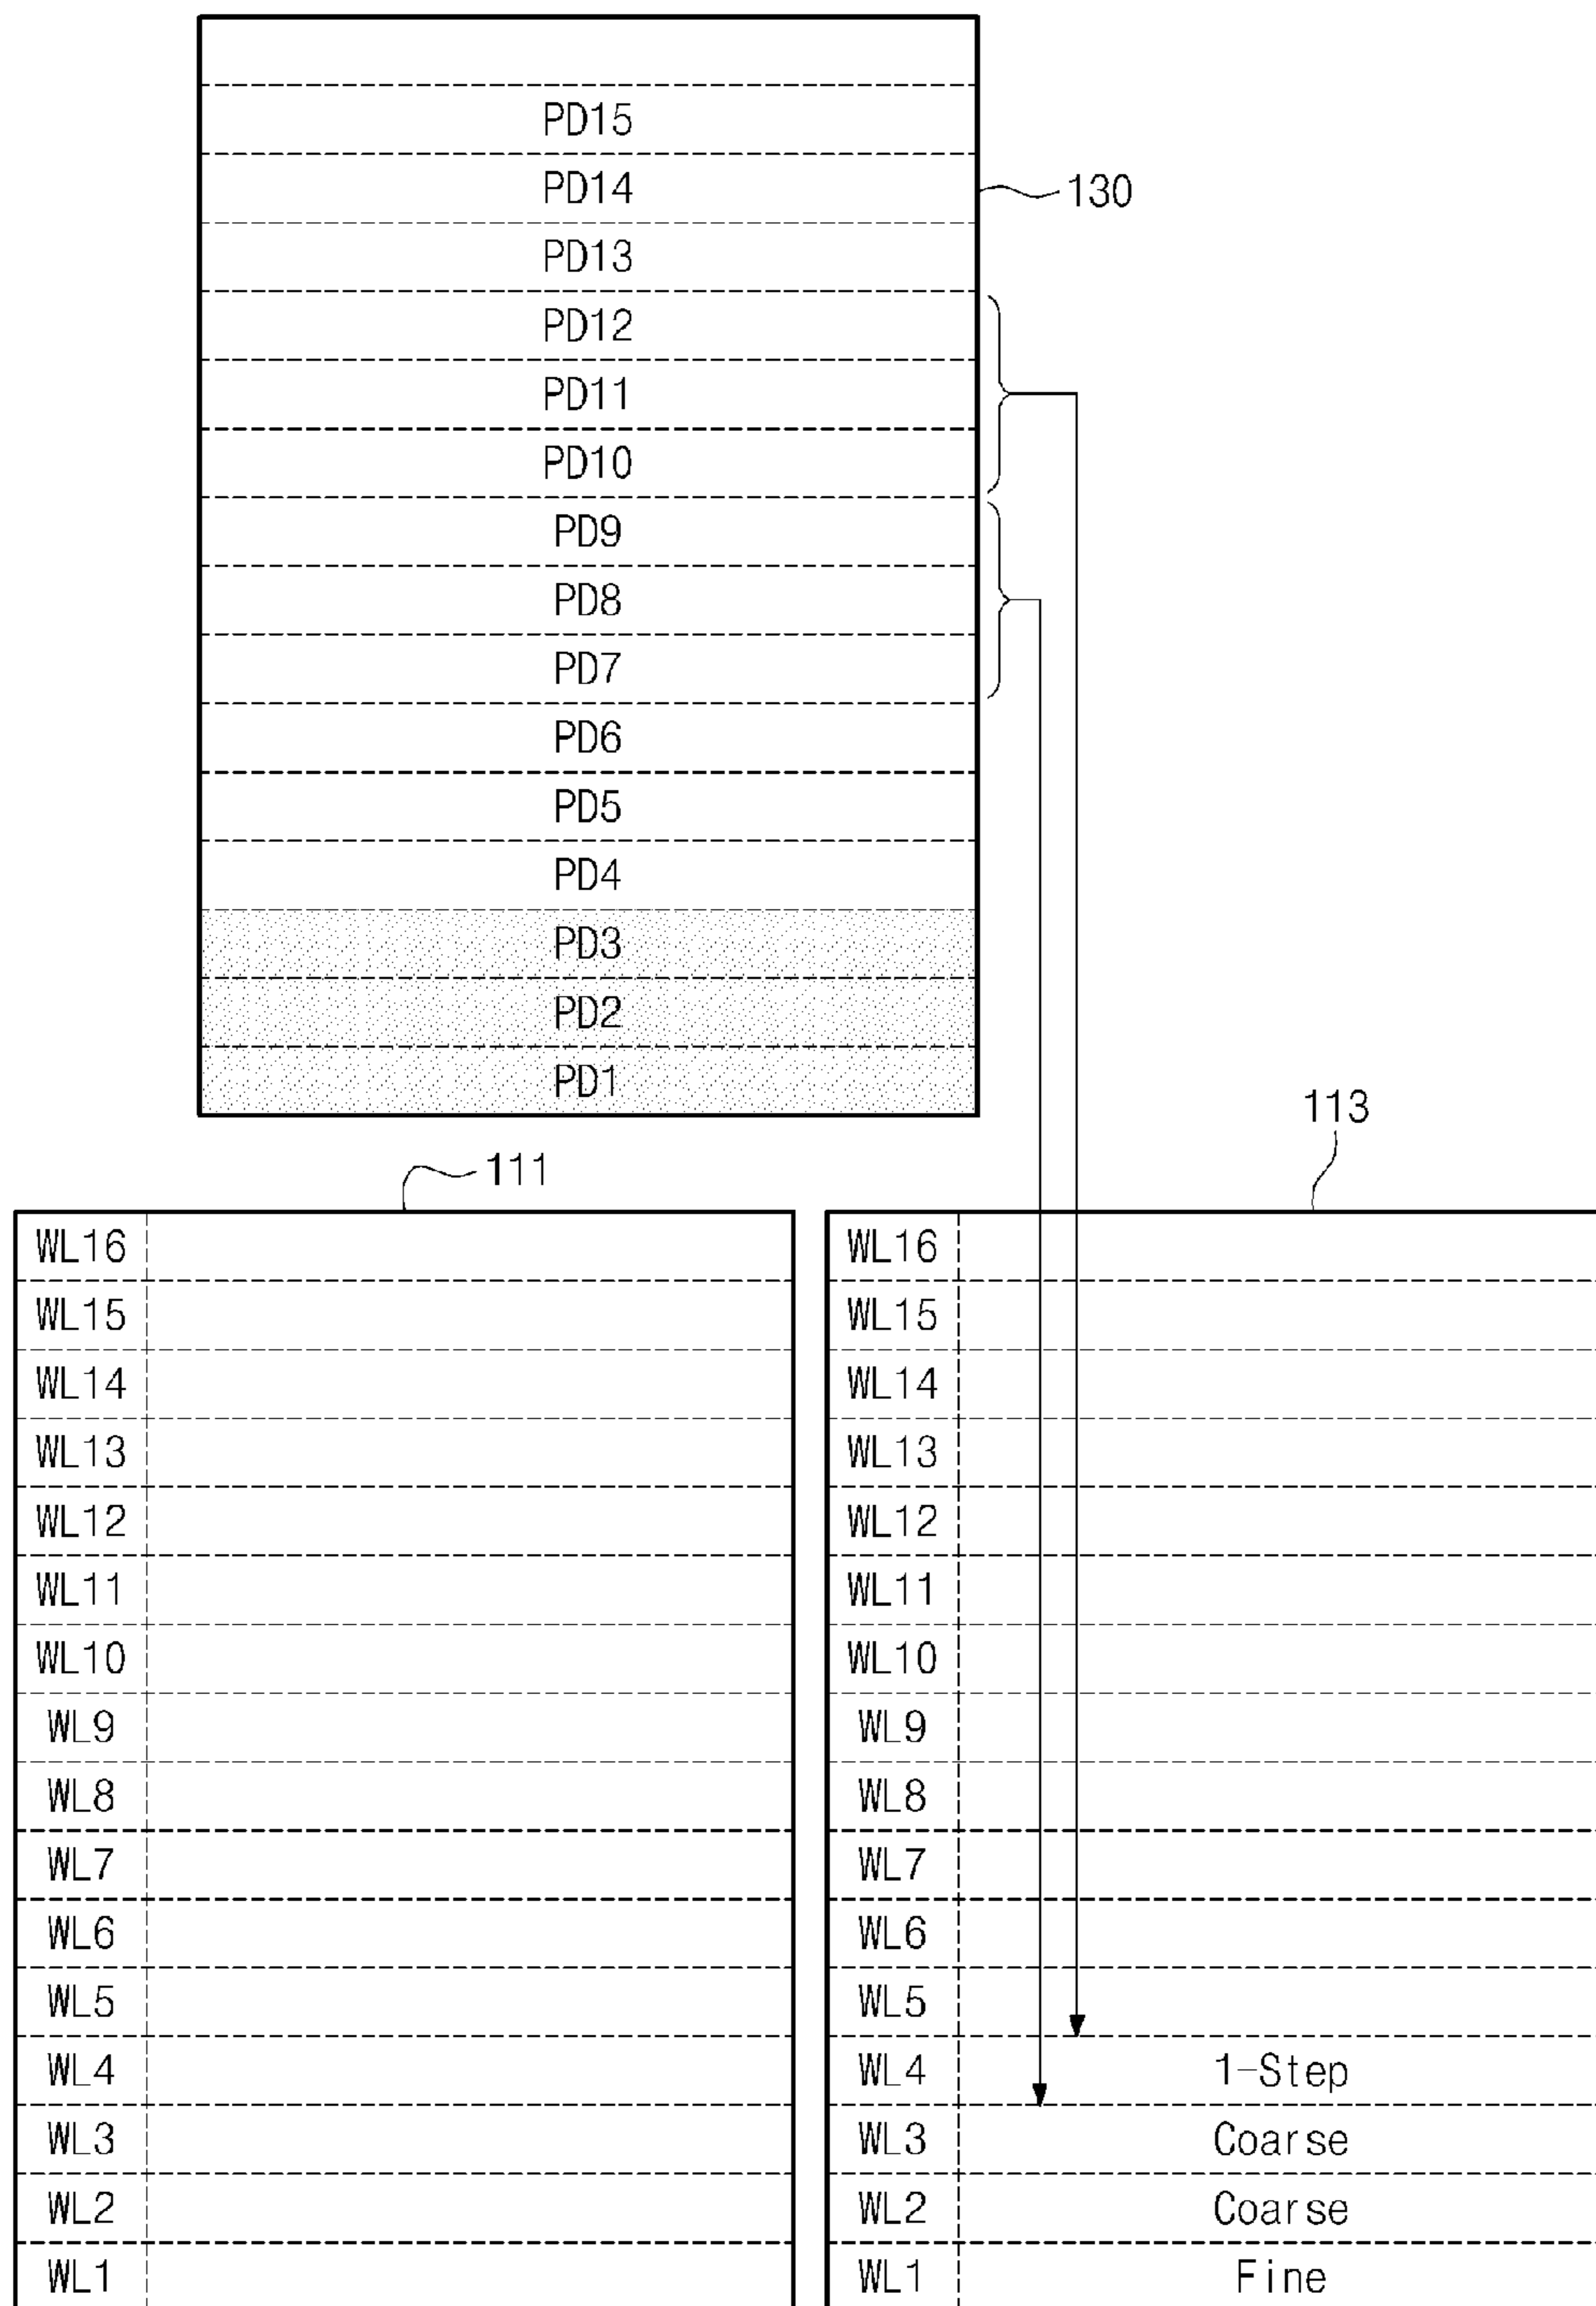 PD15
PD14
130
PD13
PD12
PD11
PD10
PD9
PD8
PD7
PD6
PD5
PD4
PD3
PD2
PD1
113
111
WL16 WL16
WL15 WL15
WL14 WL14
WL13 WL13
WL12 WL12
WL11 WL11
WL10 WL10
WL9 WL9
WL8 WL8
WL7 WL7
WL6 WL6
WL5 WL5
WL4 WL4 1-Step
WL3 WL3 Coarse
WL2 WL2 Coarse
WL1 WL1 Fine